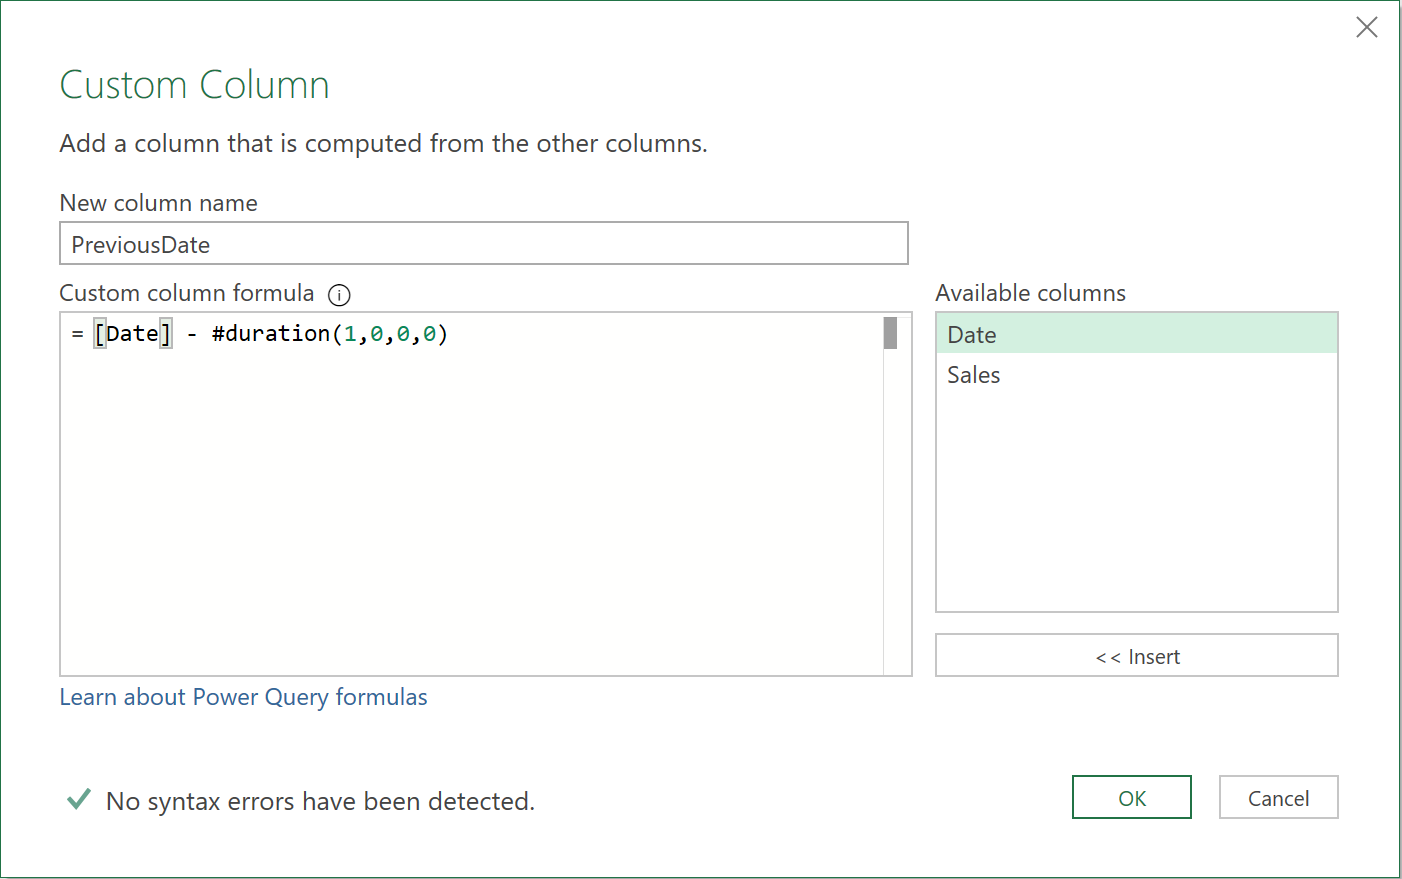 Custom Column
Add a column that is computed from the other columns.
New column name
PreviousDate
Custom column formula
= [Date] - #duration(1,0,0,0)
Available columns
Date
Sales
<< Insert
Learn about Power Query formulas
No syntax errors have been detected.
OK
Cancel